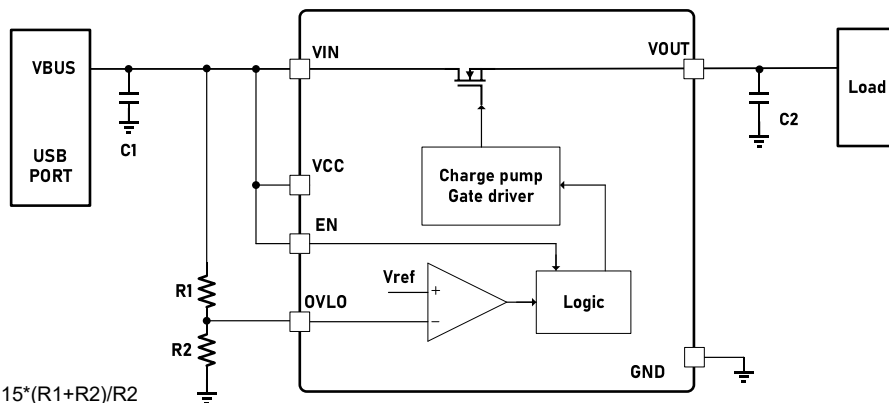 VBUS
USB
PORT
C1
VIN
VOUT
C2
Load
VCC
Charge pump
Gate driver
EN
Vref
+
−
Logic
R1
OVLO
R2
GND
15*(R1+R2)/R2